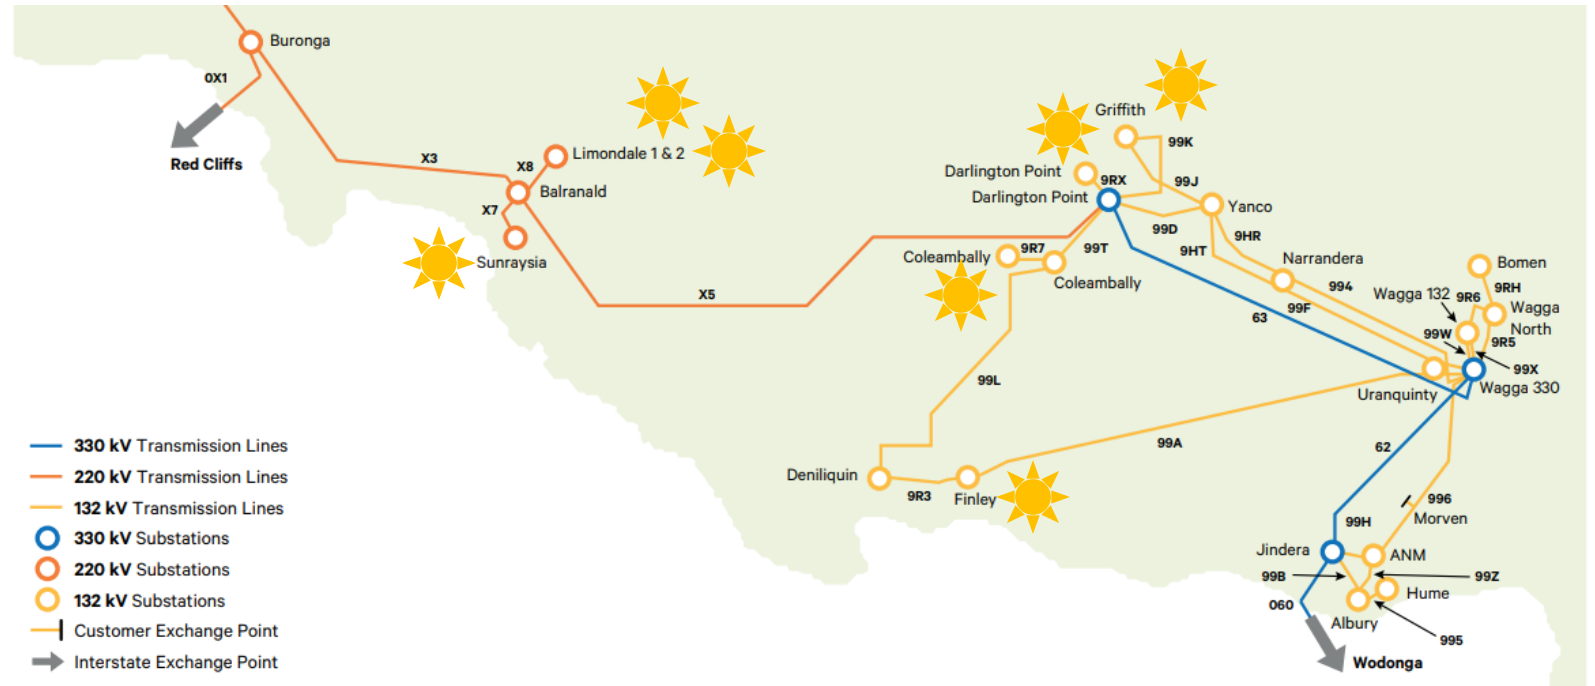 Buronga
0X1
Red Cliffs
X3
X8
Limondale 1 & 2
Balranald
X7
Sunraysia
X5
Griffith
99K
Darlington Point
9RX
99J
Darlington Point
Yanco
99D
9HR
9HT
99T
9R7
Coleambally
Coleambally
Narrandera
994
99F
63
Bomen
Wagga 132
9R6
9RH
Wagga
North
99W
9R5
99X
Wagga 330
Uranquinty
99L
99A
62
Deniliquin
9R3
Finley
996
Morven
99H
Jindera
ANM
99B
99Z
Hume
060
Albury
995
Wodonga
330 kV Transmission Lines
220 kV Transmission Lines
132 kV Transmission Lines
330 kV Substations
220 kV Substations
132 kV Substations
Customer Exchange Point
Interstate Exchange Point